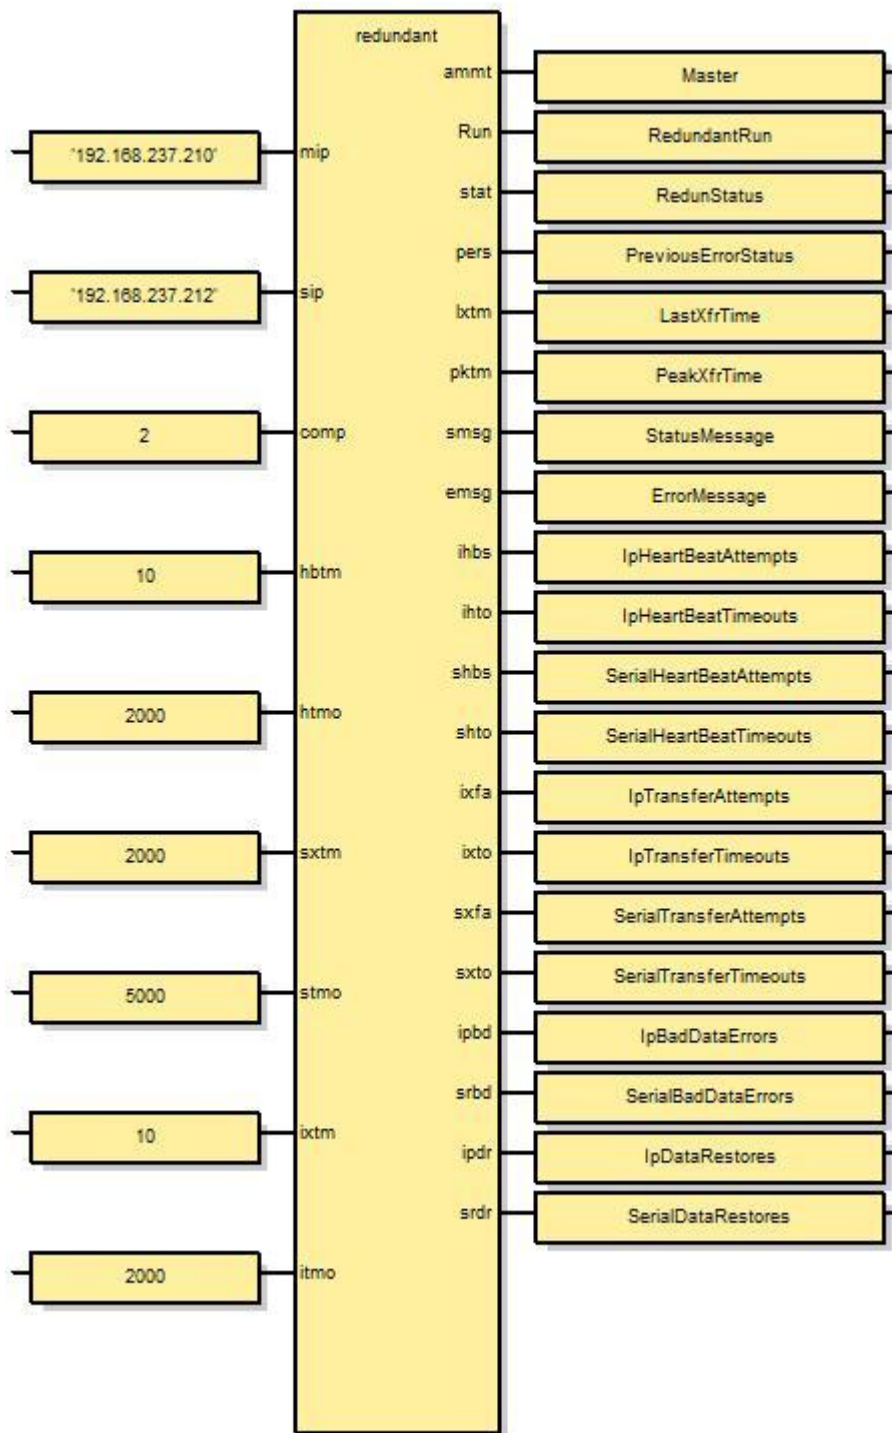 redundant
ammt Master
Run RedundantRun
'192.168.237.210' mip
stat RedunStatus
pers PreviousErrorStatus
'192.168.237.212' sip
lxtm LastXfrTime
pktm PeakXfrTime
2 comp
smsg StatusMessage
emsg ErrorMessage
ihbs IpHeartBeatAttempts
10 hbtm
ihto IpHeartBeatTimeouts
shbs SerialHeartBeatAttempts
2000 htmo
shto SerialHeartBeatTimeouts
ixfa IpTransferAttempts
2000 sxtm
ixto IpTransferTimeouts
sxfa SerialTransferAttempts
sxto SerialTransferTimeouts
5000 stmo
ipbd IpBadDataErrors
srbd SerialBadDataErrors
10 ixtm
ipdr IpDataRestores
srdr SerialDataRestores
2000 itmo